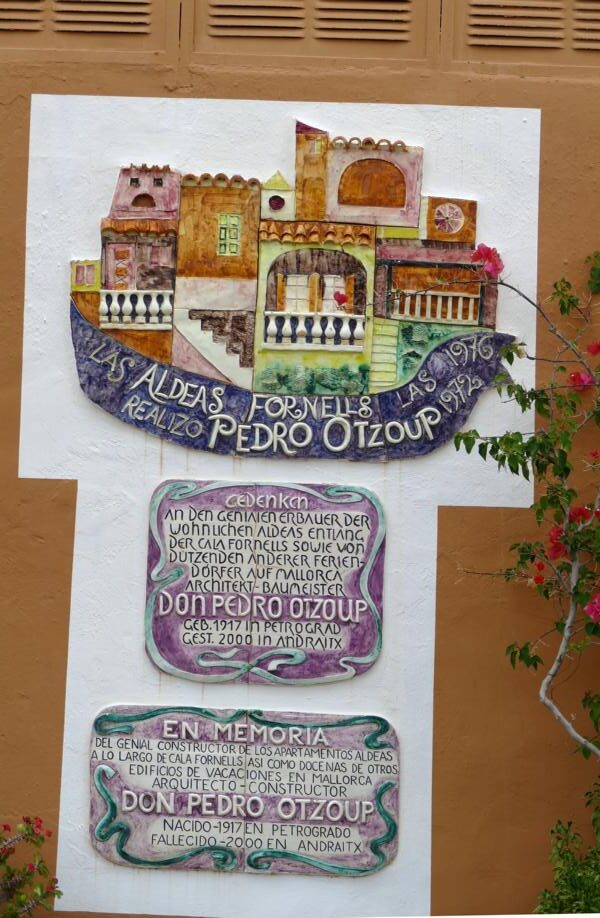 LAS ALDEAS FORNELLS LAS 1976
REALIZO PEDRO OTZOUP 1972
GEDENKEN
AN DEN GENIALEN ERBAUER DER
WOHNLICHEN ALDEAS ENTLANG
DER CALA FORNELLS SOWIE VON
DUTZENDEN ANDERER FERIEN-
DÖRFER AUF MALLORCA
ARCHITEKT-BAUMEISTER
DON PEDRO OTZOUP
GEB. 1917 IN PETROGRAD
GEST. 2000 IN ANDRAITX
EN MEMORIA
DEL GENIAL CONSTRUCTOR DE LOS APARTAMENTOS ALDEAS
A LO LARGO DE CALA FORNELLS ASI COMO DOCENAS DE OTROS
EDIFICIOS DE VACACIONES EN MALLORCA
ARQUITECTO-CONSTRUCTOR
DON PEDRO OTZOUP
NACIDO-1917 EN PETROGRADO
FALLECIDO-2000 EN ANDRAITX